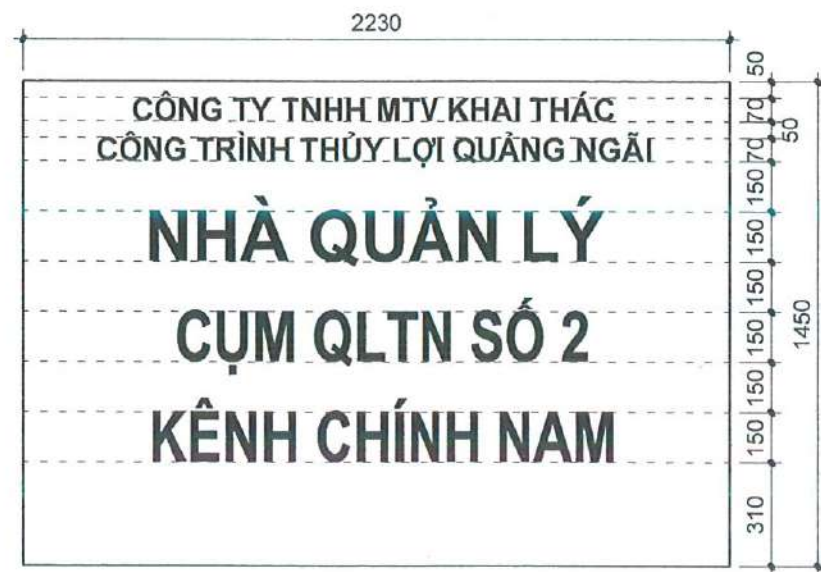 2230
CÔNG TY TNHH MTV KHAI THÁC
CÔNG TRÌNH THỦY LỢI QUẢNG NGÃI
NHÀ QUẢN LÝ
CỤM QLTN SỐ 2
KÊNH CHÍNH NAM
50
70
50
70
150
150
150
150
150
150
310
1450